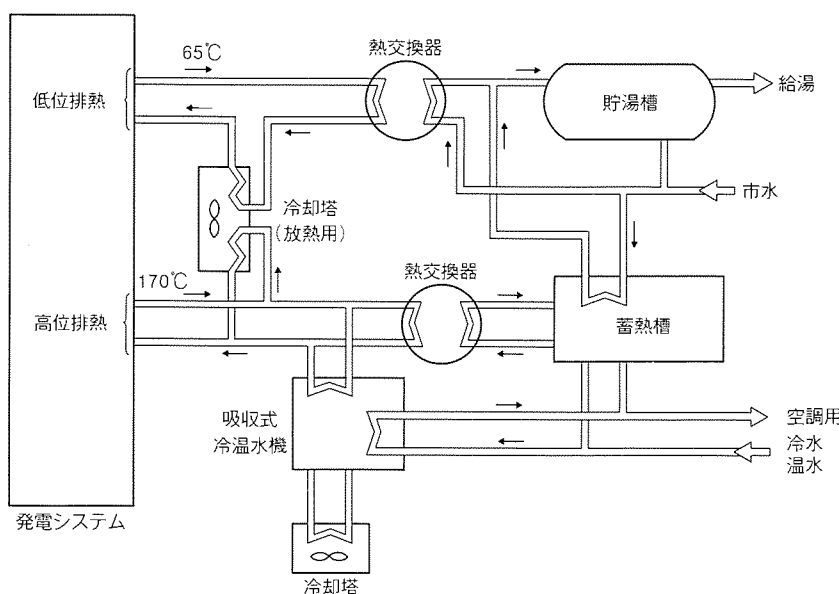 65℃
熱交換器
低位排熱
貯湯槽
給湯
市水
冷却塔
(放熱用)
170℃
熱交換器
高位排熱
蓄熱槽
吸収式
冷温水機
空調用
冷水
温水
発電システム
冷却塔